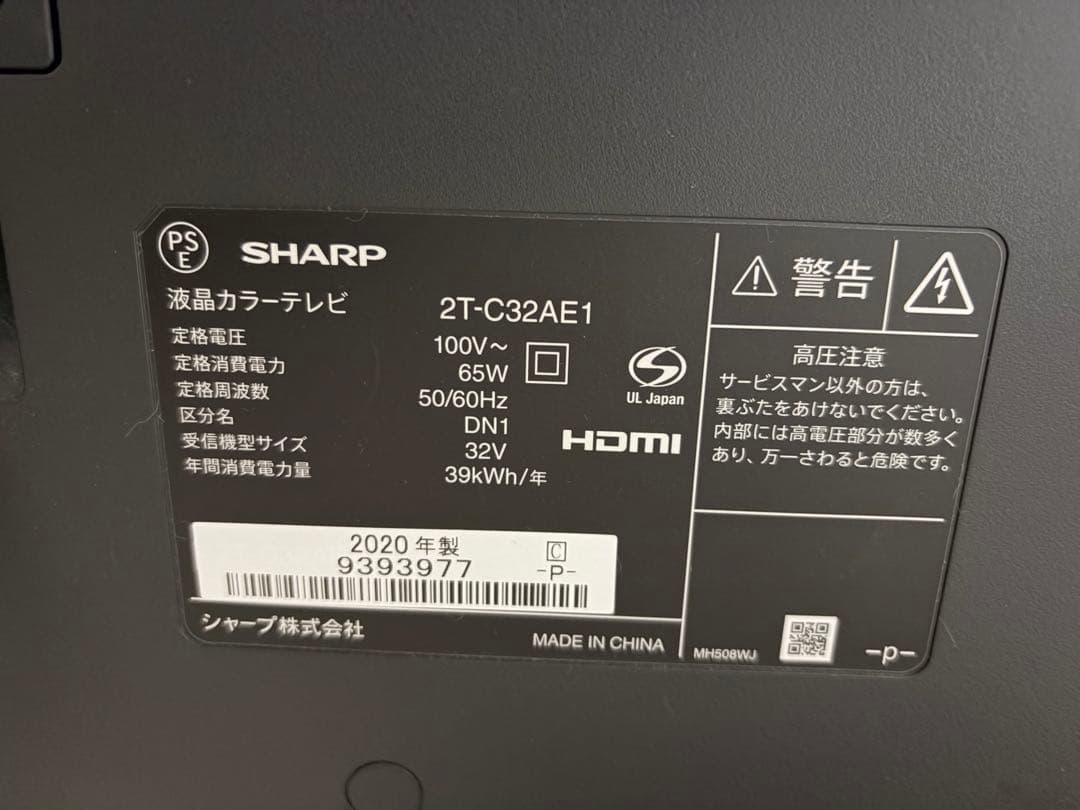 PS
E
SHARP
液晶カラーテレビ 2T-C32AE1
定格電圧 100V～
定格消費電力 65W
定格周波数 50/60Hz
区分名 DN1
受信機型サイズ 32V
年間消費電力量 39kWh/年
UL Japan
HDMI
2020年製 C
9393977 -P-
シャープ株式会社
MADE IN CHINA
警告
高圧注意
サービスマン以外の方は、
裏ぶたをあけないでください。
内部には高電圧部分が数多く
あり、万一さわると危険です。
MH508WJ
-p-